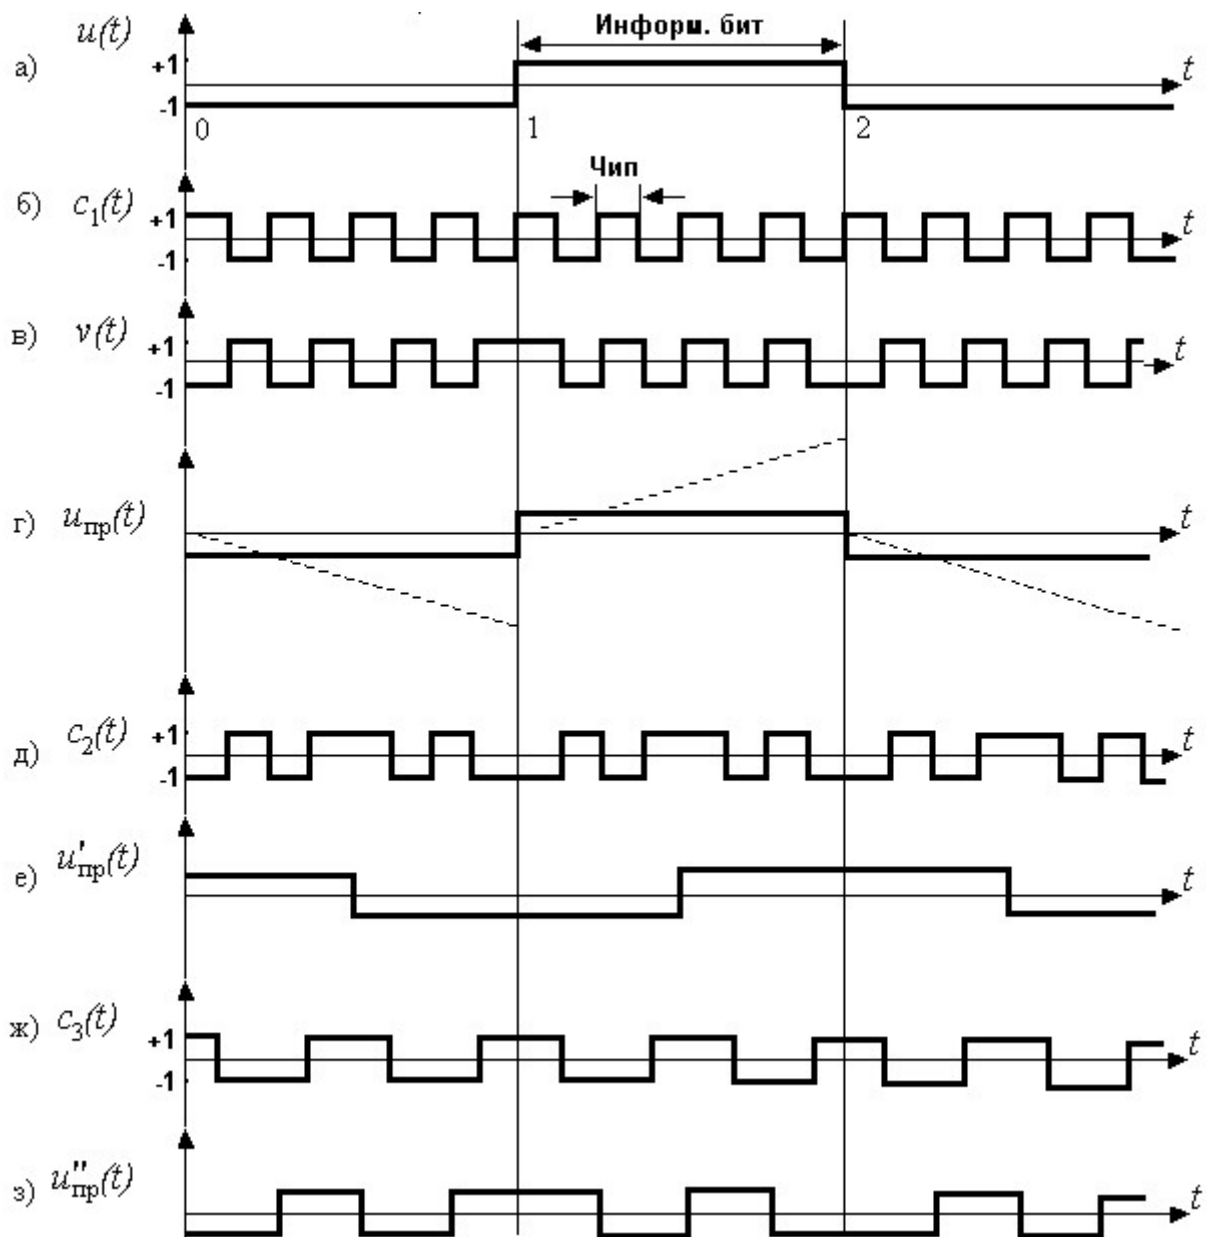 u(t)
Информ. бит
а)
+1
-1
t
0
1
2
Чип
б) c₁(t) +1
-1
t
в) v(t) +1
-1
t
г) uпр(t)
t
д) c₂(t) +1
-1
t
е) u'пр(t)
t
ж) c₃(t) +1
-1
t
з) u''пр(t)
t